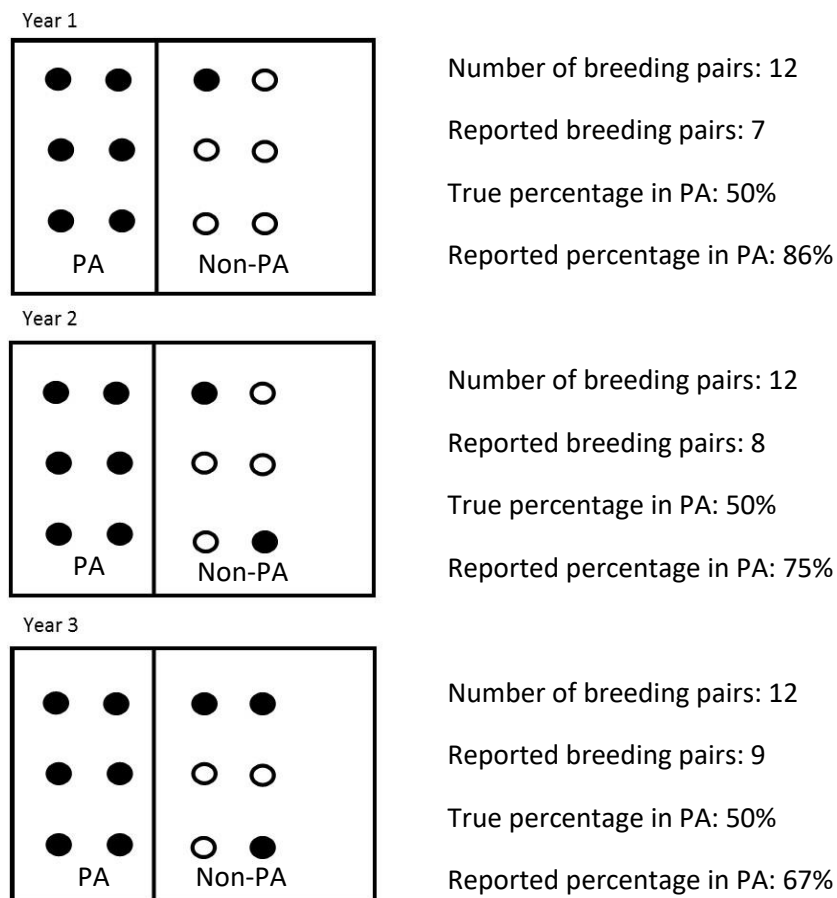 Year 1
Number of breeding pairs: 12
Reported breeding pairs: 7
True percentage in PA: 50%
Reported percentage in PA: 86%
PA Non-PA
Year 2
Number of breeding pairs: 12
Reported breeding pairs: 8
True percentage in PA: 50%
Reported percentage in PA: 75%
PA Non-PA
Year 3
Number of breeding pairs: 12
Reported breeding pairs: 9
True percentage in PA: 50%
Reported percentage in PA: 67%
PA Non-PA